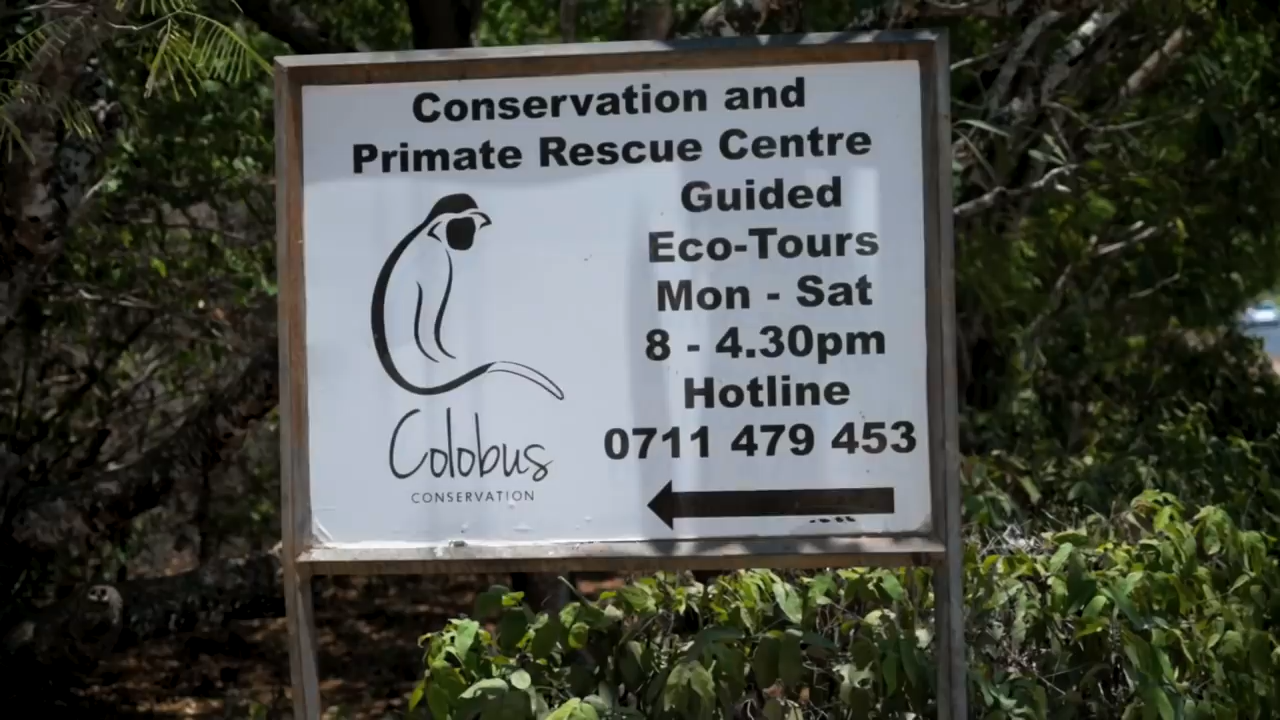 Conservation and
Primate Rescue Centre
Guided
Eco-Tours
Mon - Sat
8 - 4.30pm
Hotline
0711 479 453
Colobus
CONSERVATION